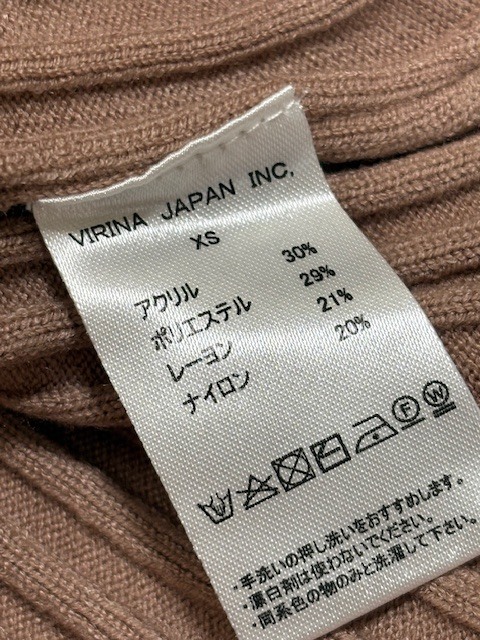 VIRINA JAPAN INC.
XS
アクリル 30%
ポリエステル 29%
レーヨン 21%
ナイロン 20%
F W
・手洗いの押し洗いをおすすめします。
・漂白剤は使わないでください。
・同系色の物のみと洗濯して下さい。